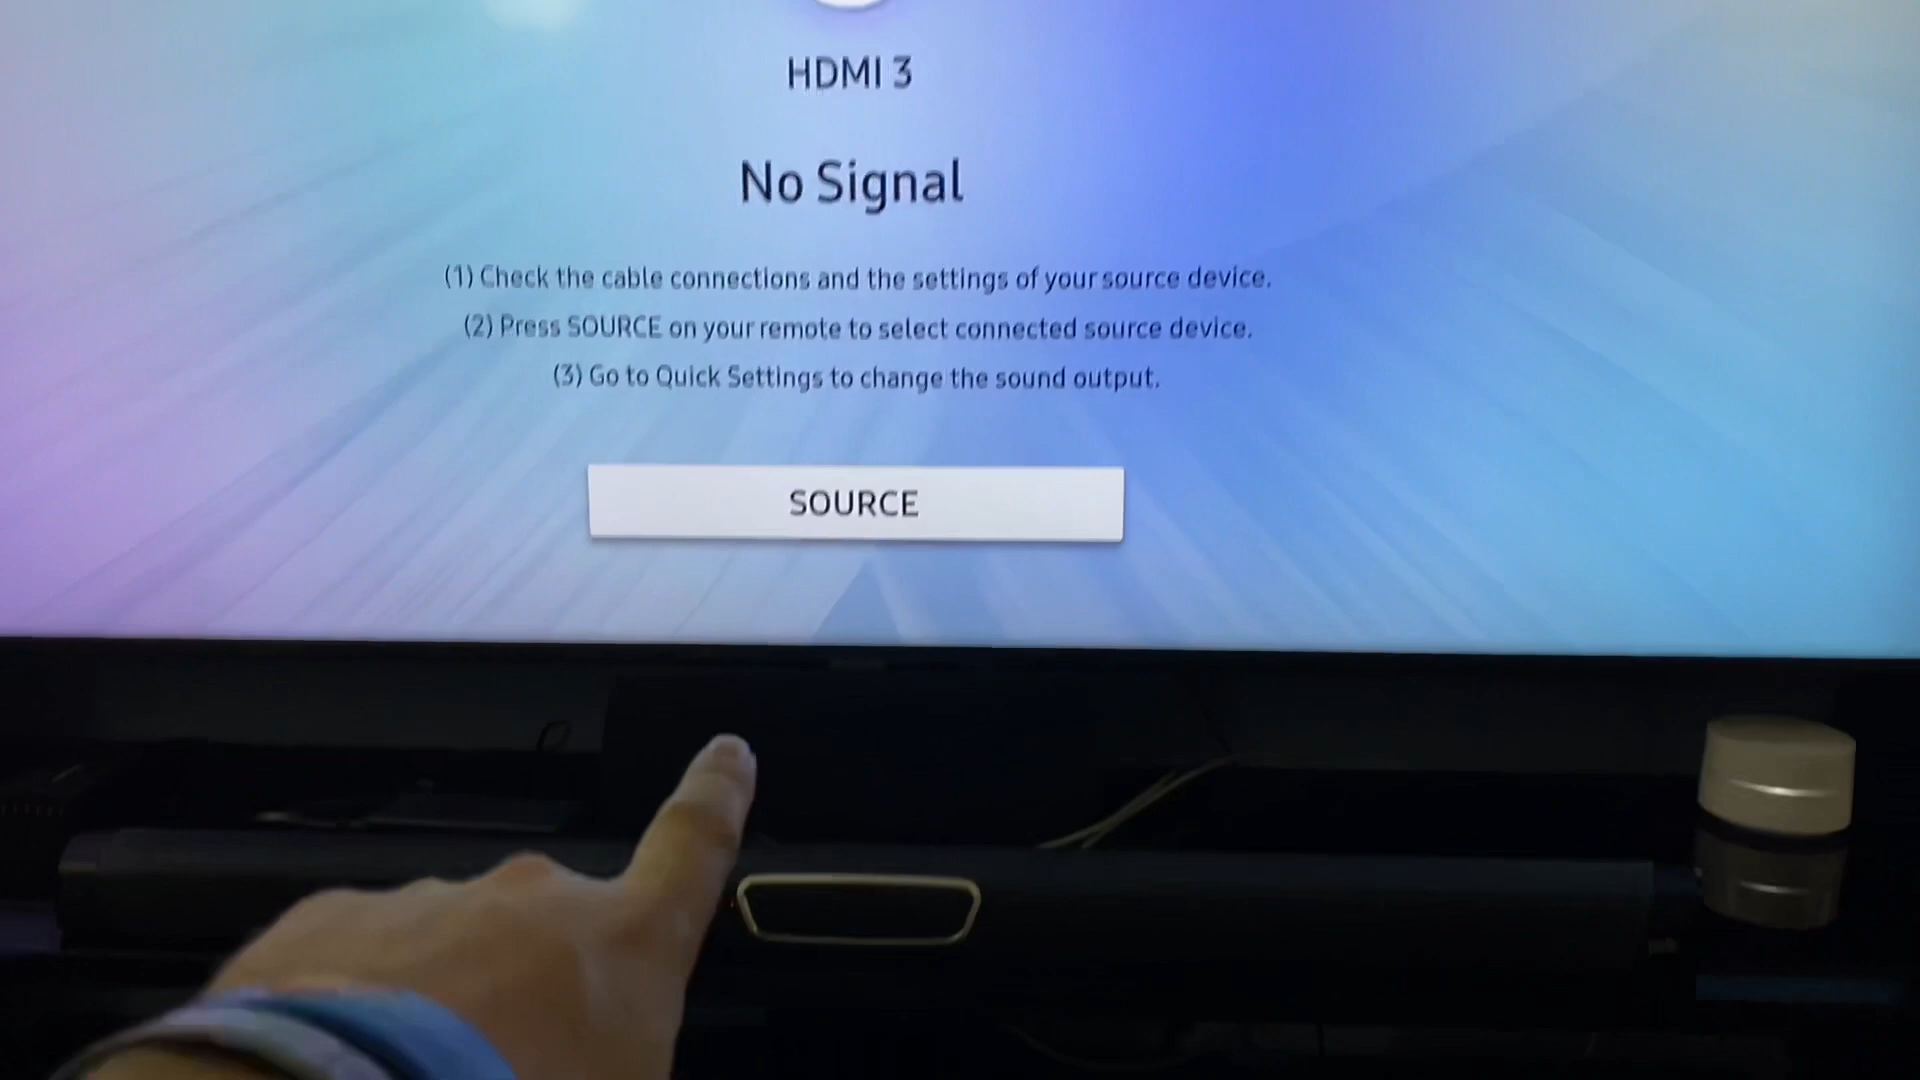 HDMI 3
No Signal
(1) Check the cable connections and the settings of your source device.
(2) Press SOURCE on your remote to select connected source device.
(3) Go to Quick Settings to change the sound output.
SOURCE